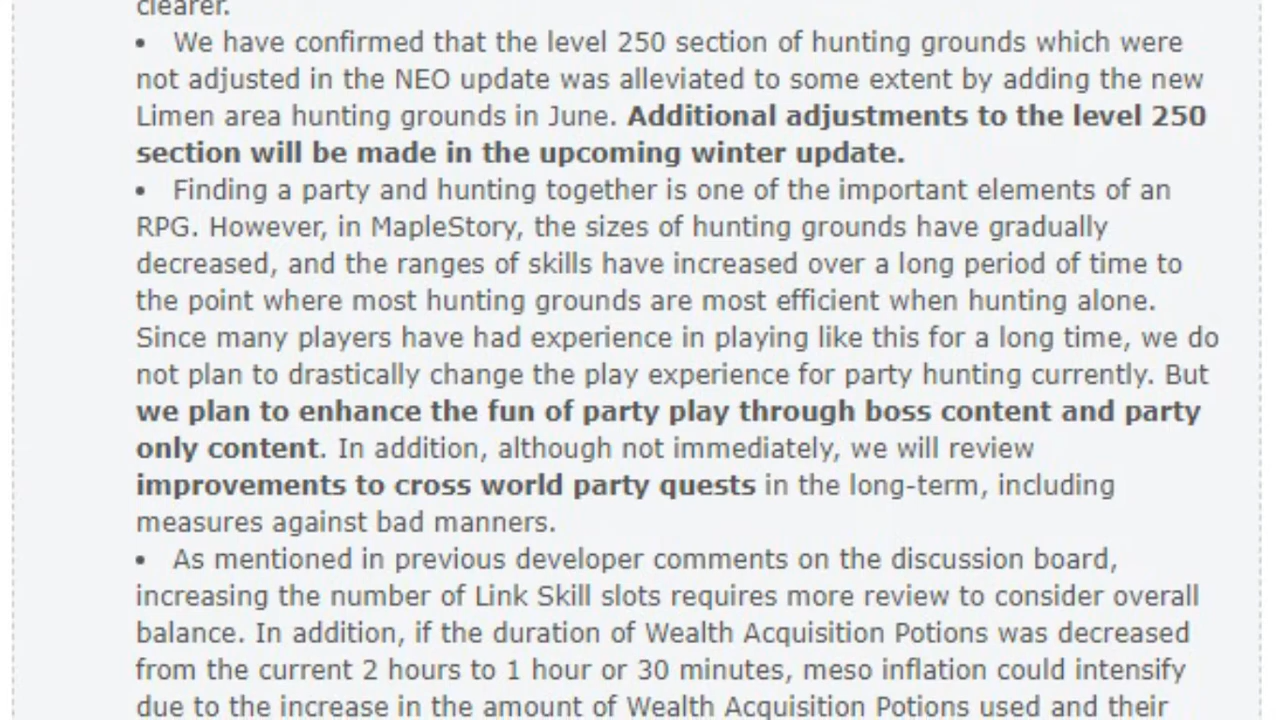 clearer.
• We have confirmed that the level 250 section of hunting grounds which were
not adjusted in the NEO update was alleviated to some extent by adding the new
Limen area hunting grounds in June. Additional adjustments to the level 250
section will be made in the upcoming winter update.
• Finding a party and hunting together is one of the important elements of an
RPG. However, in MapleStory, the sizes of hunting grounds have gradually
decreased, and the ranges of skills have increased over a long period of time to
the point where most hunting grounds are most efficient when hunting alone.
Since many players have had experience in playing like this for a long time, we do
not plan to drastically change the play experience for party hunting currently. But
we plan to enhance the fun of party play through boss content and party
only content. In addition, although not immediately, we will review
improvements to cross world party quests in the long-term, including
measures against bad manners.
• As mentioned in previous developer comments on the discussion board,
increasing the number of Link Skill slots requires more review to consider overall
balance. In addition, if the duration of Wealth Acquisition Potions was decreased
from the current 2 hours to 1 hour or 30 minutes, meso inflation could intensify
due to the increase in the amount of Wealth Acquisition Potions used and their